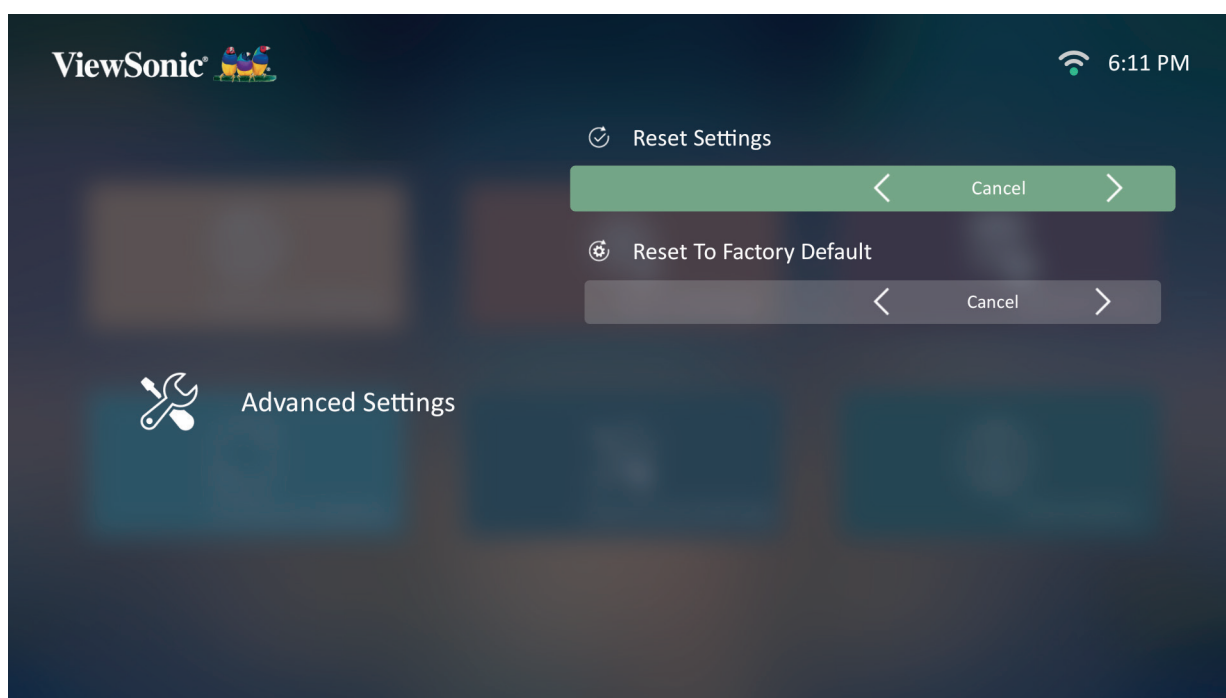 ViewSonic®
6:11 PM
Reset Settings
Cancel
Reset To Factory Default
Cancel
Advanced Settings